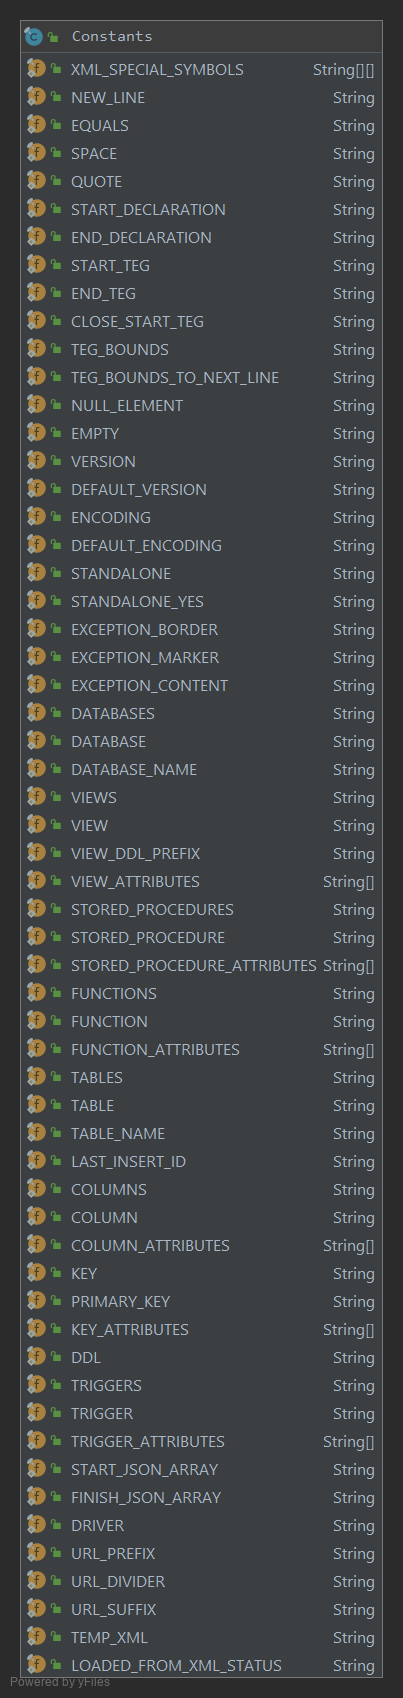 Constants
XML_SPECIAL_SYMBOLS String[][]
NEW_LINE String
EQUALS String
SPACE String
QUOTE String
START_DECLARATION String
END_DECLARATION String
START_TEG String
END_TEG String
CLOSE_START_TEG String
TEG_BOUNDS String
TEG_BOUNDS_TO_NEXT_LINE String
NULL_ELEMENT String
EMPTY String
VERSION String
DEFAULT_VERSION String
ENCODING String
DEFAULT_ENCODING String
STANDALONE String
STANDALONE_YES String
EXCEPTION_BORDER String
EXCEPTION_MARKER String
EXCEPTION_CONTENT String
DATABASES String
DATABASE String
DATABASE_NAME String
VIEWS String
VIEW String
VIEW_DDL_PREFIX String
VIEW_ATTRIBUTES String[]
STORED_PROCEDURES String
STORED_PROCEDURE String
STORED_PROCEDURE_ATTRIBUTES String[]
FUNCTIONS String
FUNCTION String
FUNCTION_ATTRIBUTES String[]
TABLES String
TABLE String
TABLE_NAME String
LAST_INSERT_ID String
COLUMNS String
COLUMN String
COLUMN_ATTRIBUTES String[]
KEY String
PRIMARY_KEY String
KEY_ATTRIBUTES String[]
DDL String
TRIGGERS String
TRIGGER String
TRIGGER_ATTRIBUTES String[]
START_JSON_ARRAY String
FINISH_JSON_ARRAY String
DRIVER String
URL_PREFIX String
URL_DIVIDER String
URL_SUFFIX String
TEMP_XML String
LOADED_FROM_XML_STATUS String
Powered by yFiles